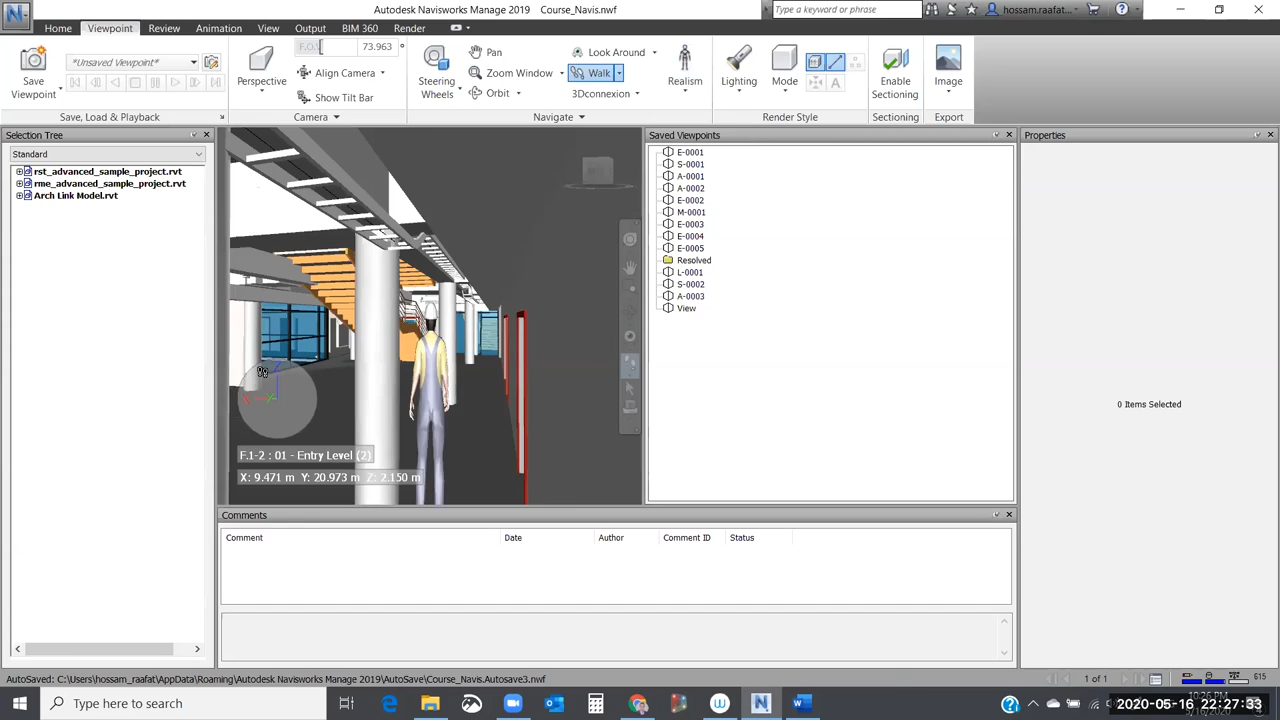 Autodesk Navisworks Manage 2019 Course_Navis.nwf
Type a keyword or phrase
hossam.raafat...
Home Viewpoint Review Animation View Output BIM 360 Render
Save
Viewpoint
*Unsaved Viewpoint*
Save, Load & Playback
Perspective
F.O.V. 73.963 °
Align Camera
Show Tilt Bar
Camera
Steering
Wheels
Pan
Zoom Window
Orbit
Look Around
Walk
3Dconnexion
Navigate
Realism
Lighting
Mode
Render Style
Enable
Sectioning
Sectioning
Image
Export
Selection Tree
Standard
rst_advanced_sample_project.rvt
rme_advanced_sample_project.rvt
Arch Link Model.rvt
X Y Z
F.1-2 : 01 - Entry Level (2)
X: 9.471 m Y: 20.973 m Z: 2.150 m
Saved Viewpoints
E-0001
S-0001
A-0001
A-0002
E-0002
M-0001
E-0003
E-0004
E-0005
Resolved
L-0001
S-0002
A-0003
View
Properties
0 Items Selected
Comments
Comment Date Author Comment ID Status
AutoSaved: C:\Users\hossam_raafat\AppData\Roaming\Autodesk Navisworks Manage 2019\AutoSave\Course_Navis.Autosave3.nwf
1 of 1
615
Type here to search
10:26 PM
2020-05-16 22:27:33